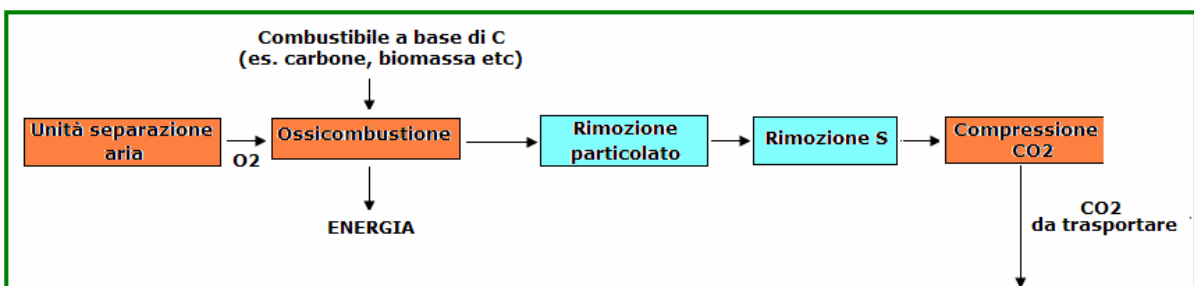 Combustibile a base di C
(es. carbone, biomassa etc)
Unità separazione
aria
O2
Ossicombustione
Rimozione
particolato
Rimozione S
Compressione
CO2
ENERGIA
CO2
da trasportare